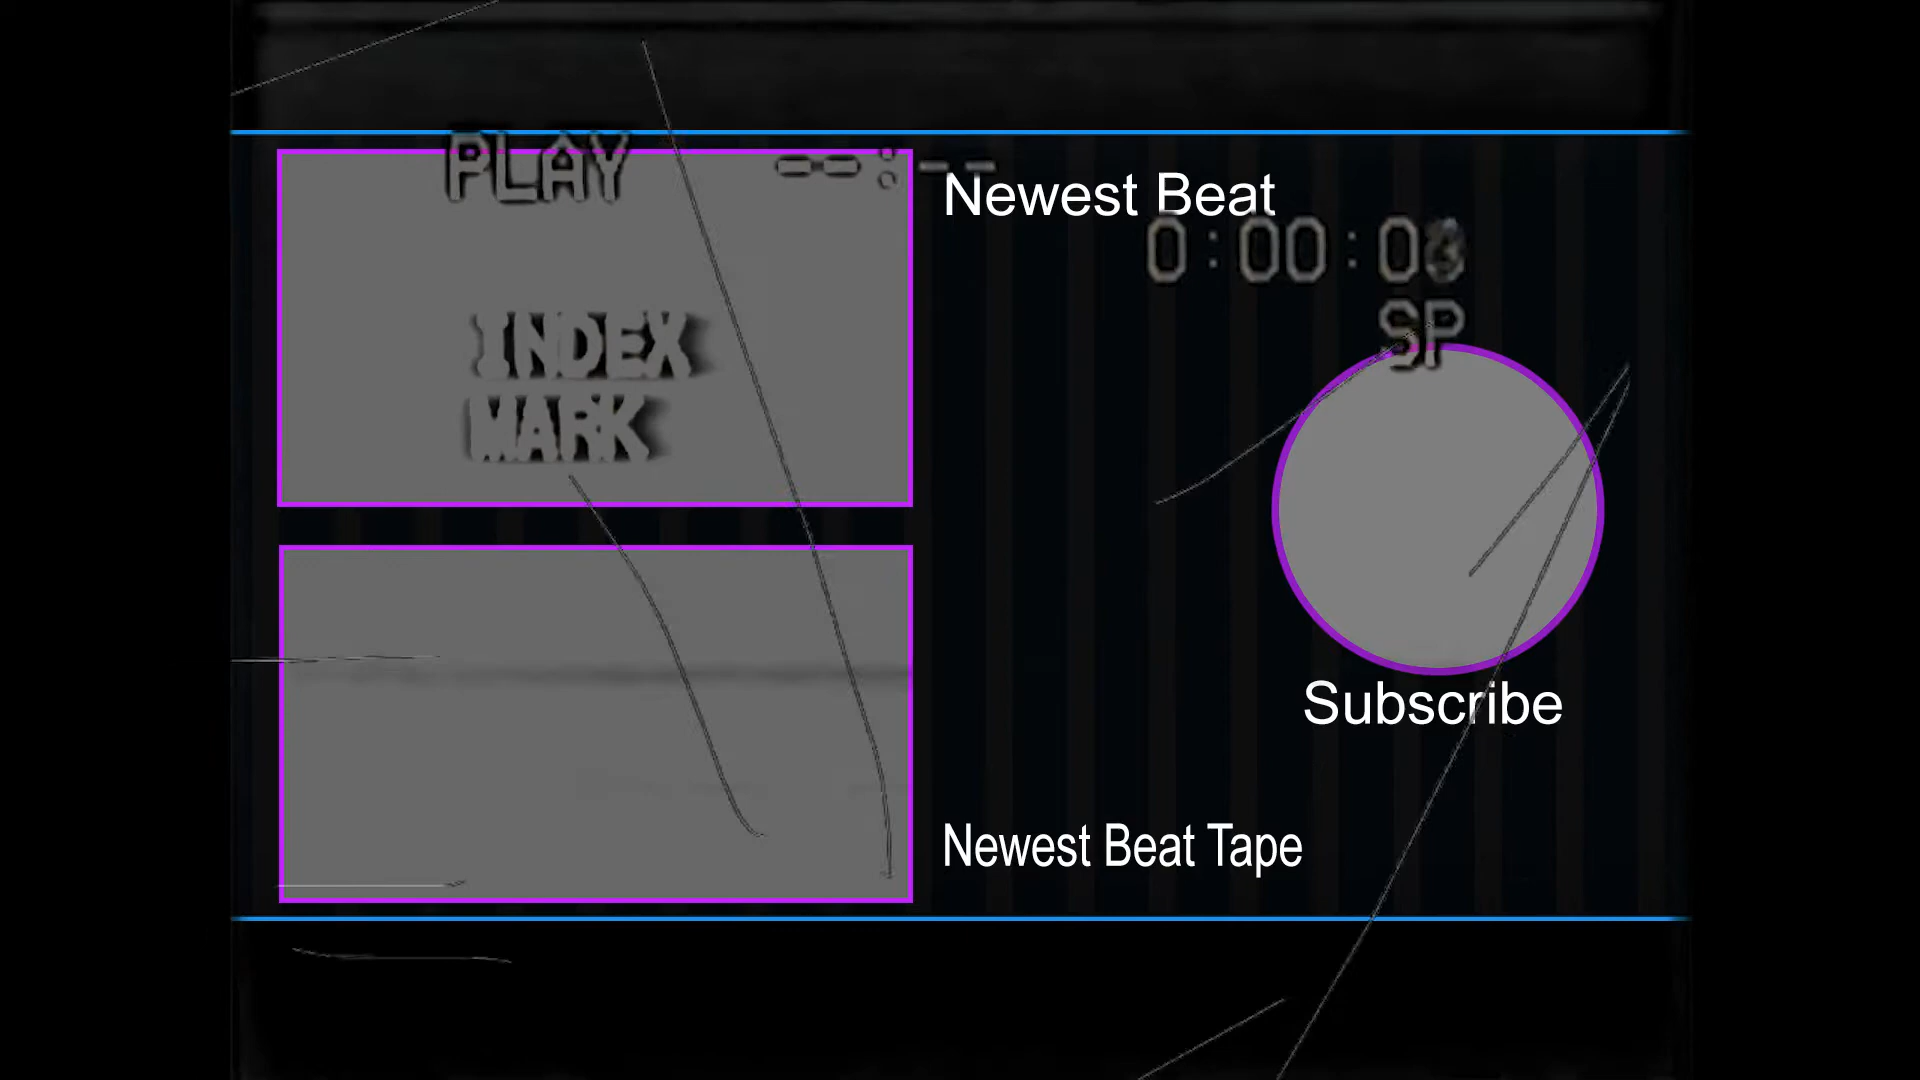 PLAY --:--
Newest Beat
0:00:0
SP
INDEX
MARK
Subscribe
Newest Beat Tape